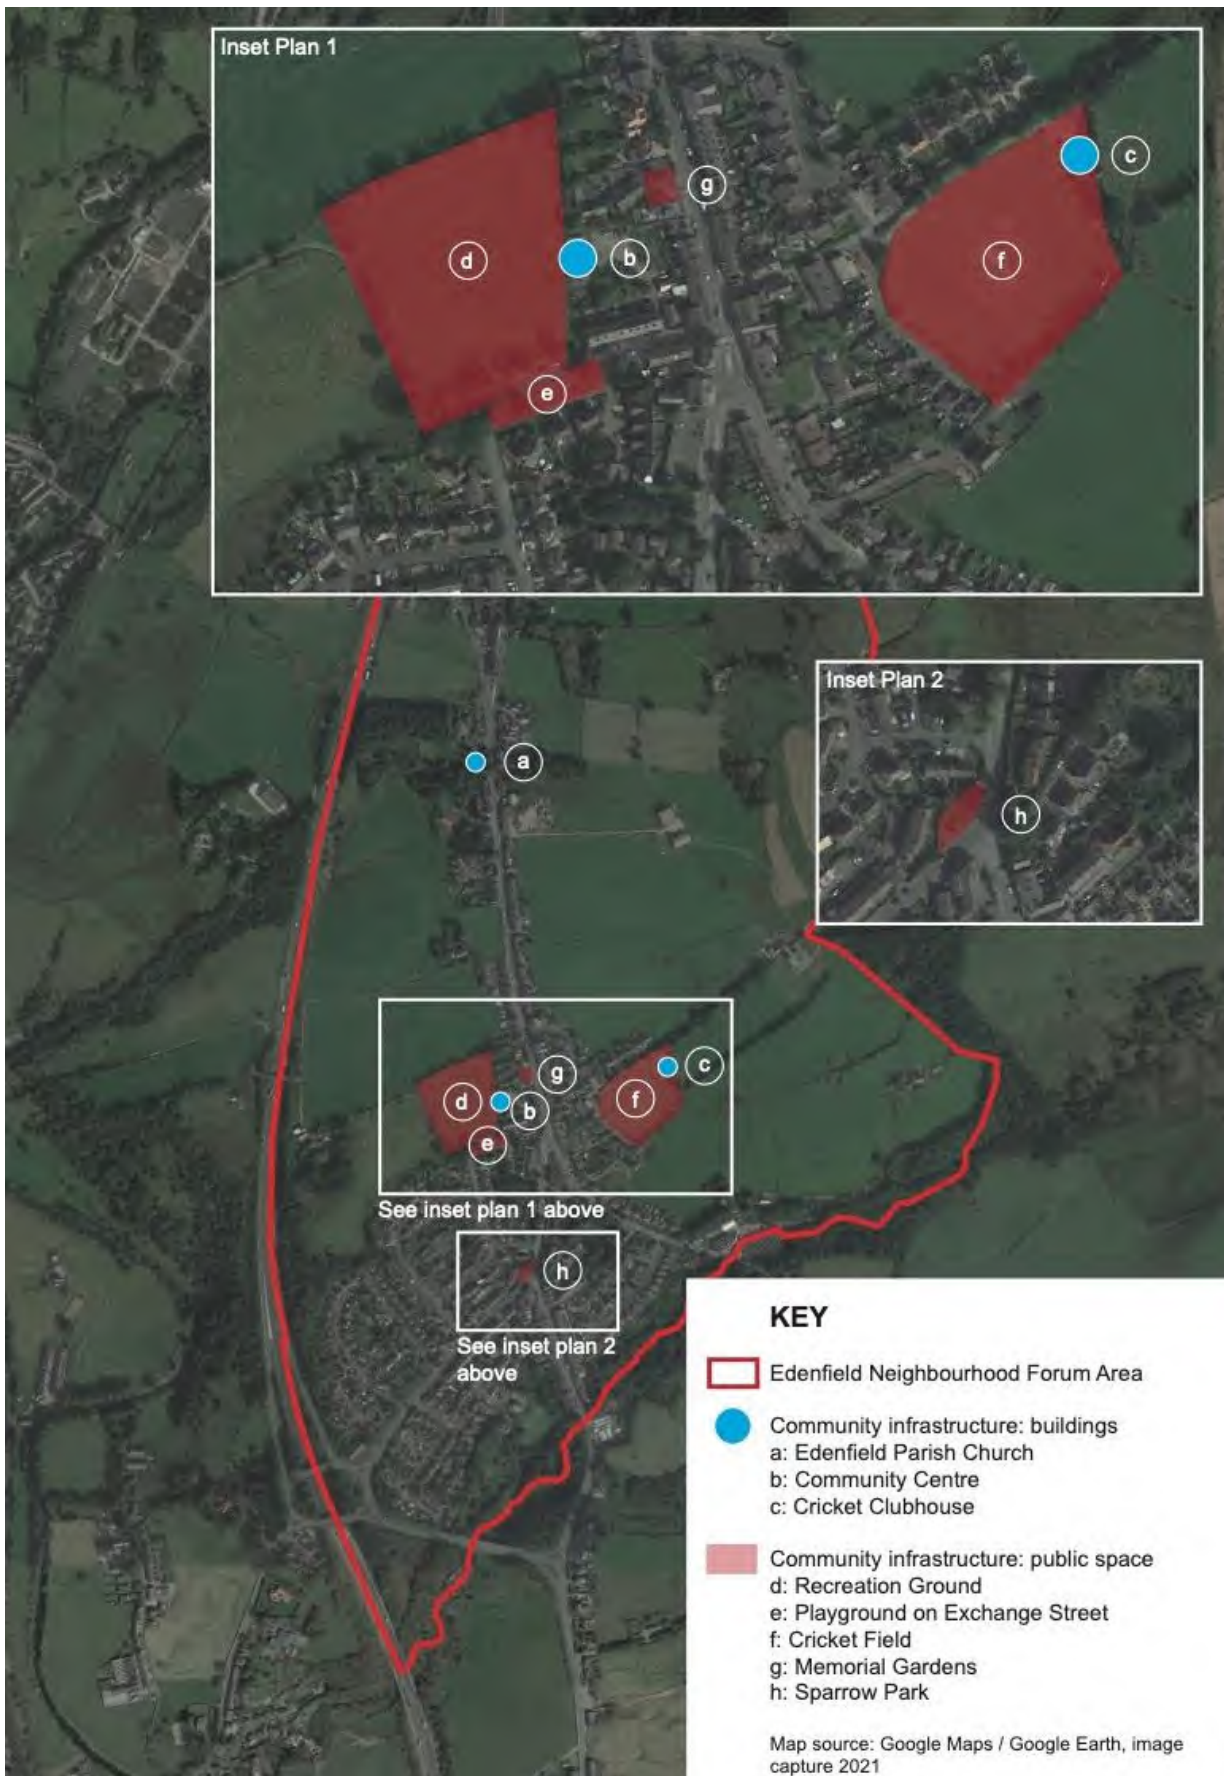 Inset Plan 1
g
c
d
b
f
e
Inset Plan 2
a
h
g
c
d
b
f
e
See inset plan 1 above
h
See inset plan 2
above
KEY
Edenfield Neighbourhood Forum Area
Community infrastructure: buildings
a: Edenfield Parish Church
b: Community Centre
c: Cricket Clubhouse
Community infrastructure: public space
d: Recreation Ground
e: Playground on Exchange Street
f: Cricket Field
g: Memorial Gardens
h: Sparrow Park
Map source: Google Maps / Google Earth, image
capture 2021